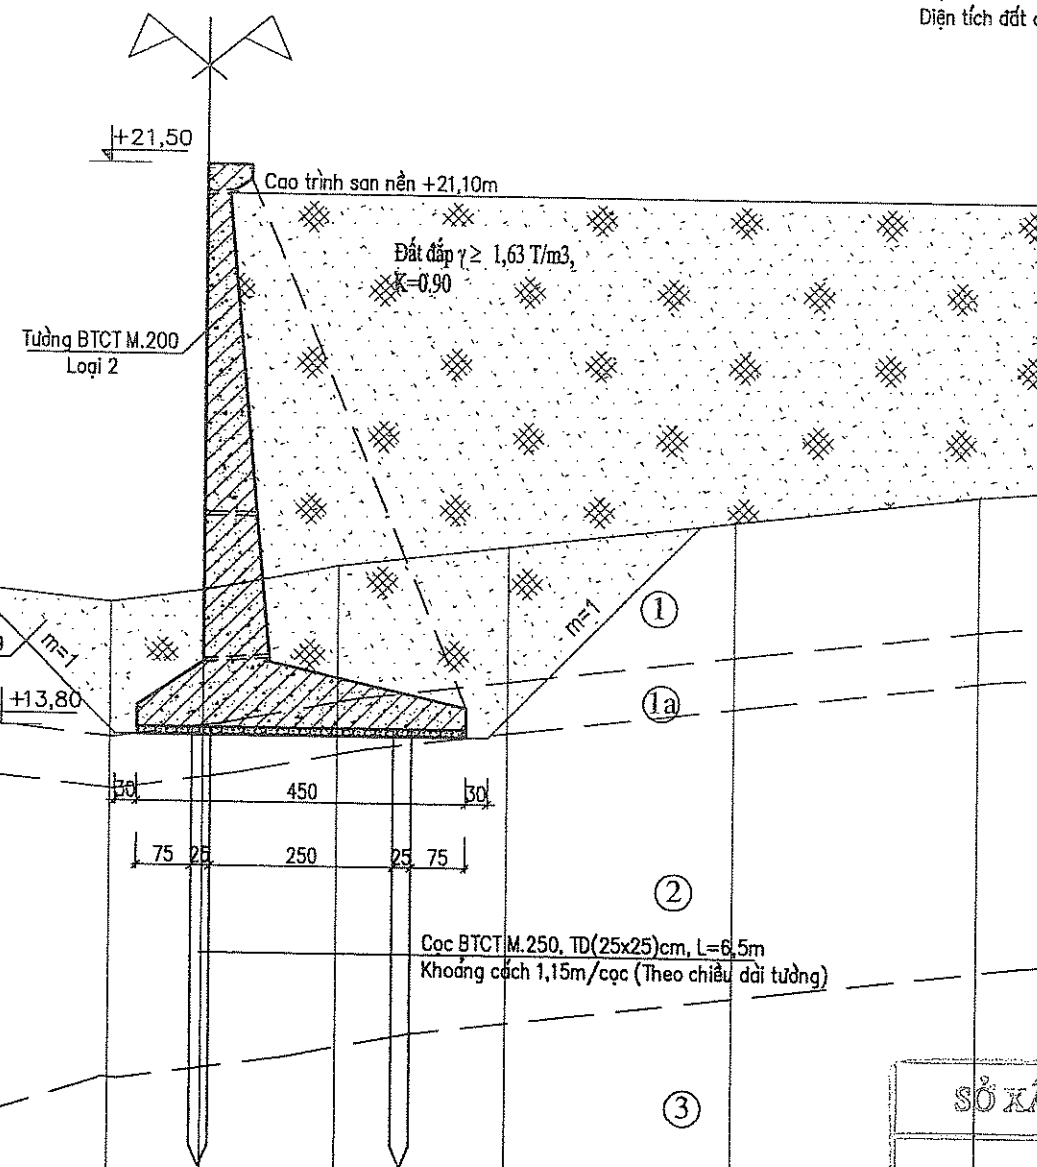 Diện tích đất
+21,50
Cao trình san nền +21,10m
Đất đắp γ ≥ 1,63 T/m3,
K=0,90
Tường BTCT M.200
Loại 2
m=1
m=1
1
+13,80
1a
30 450 30
75 25 250 25 75
2
Cọc BTCT M.250, TD(25x25)cm, L=6,5m
Khoảng cách 1,15m/cọc (Theo chiều dài tường)
3
SỞ